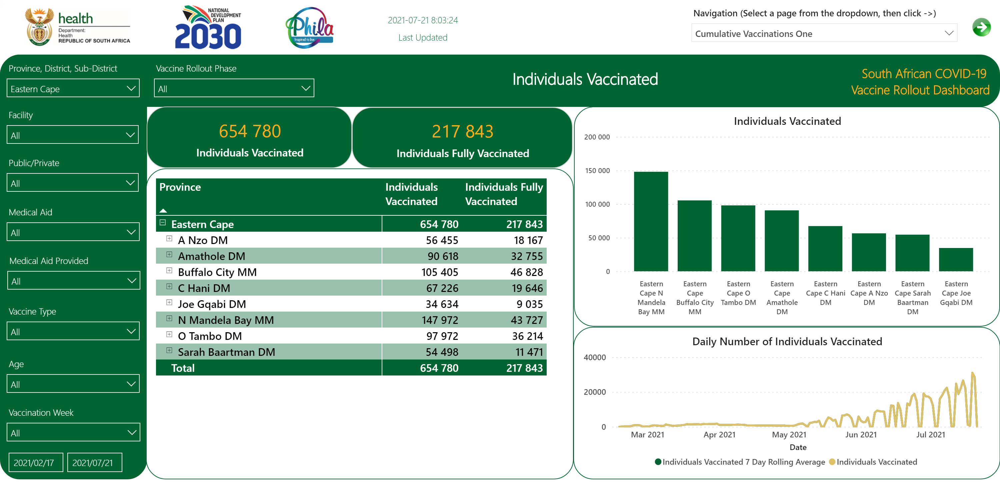 health
Department:
Health
REPUBLIC OF SOUTH AFRICA
NATIONAL
DEVELOPMENT
PLAN
2030
Phila
Inspired to live
2021-07-21 8:03:24
Last Updated
Navigation (Select a page from the dropdown, then click ->)
Cumulative Vaccinations One
Province, District, Sub-District
Eastern Cape
Vaccine Rollout Phase
All
Individuals Vaccinated
South African COVID-19
Vaccine Rollout Dashboard
Facility
All
Public/Private
All
Medical Aid
All
Medical Aid Provided
All
Vaccine Type
All
Age
All
Vaccination Week
All
2021/02/17 2021/07/21
654 780
Individuals Vaccinated
217 843
Individuals Fully Vaccinated
Province Individuals Individuals Fully
Vaccinated Vaccinated
Eastern Cape 654 780 217 843
A Nzo DM 56 455 18 167
Amathole DM 90 618 32 755
Buffalo City MM 105 405 46 828
C Hani DM 67 226 19 646
Joe Gqabi DM 34 634 9 035
N Mandela Bay MM 147 972 43 727
O Tambo DM 97 972 36 214
Sarah Baartman DM 54 498 11 471
Total 654 780 217 843
Individuals Vaccinated
200 000
150 000
100 000
50 000
0
Eastern Eastern Eastern Eastern Eastern Eastern Eastern Eastern
Cape N Cape Cape O Cape Cape C Hani Cape A Nzo Cape Sarah Cape Joe
Mandela Buffalo City Tambo DM Amathole DM DM Baartman Gqabi DM
Bay MM MM DM DM
Daily Number of Individuals Vaccinated
40000
20000
0
Mar 2021 Apr 2021 May 2021 Jun 2021 Jul 2021
Date
Individuals Vaccinated 7 Day Rolling Average Individuals Vaccinated